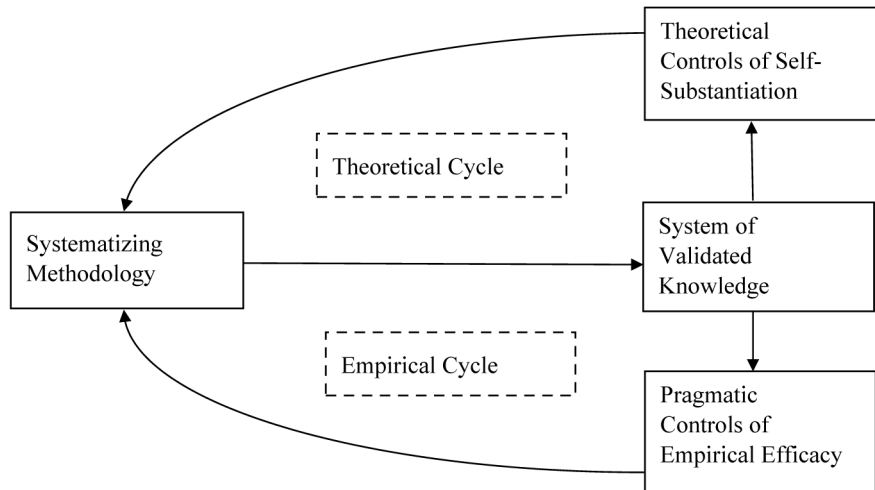 Theoretical
Controls of Self-
Substantiation
Theoretical Cycle
Systematizing
Methodology
System of
Validated
Knowledge
Empirical Cycle
Pragmatic
Controls of
Empirical Efficacy